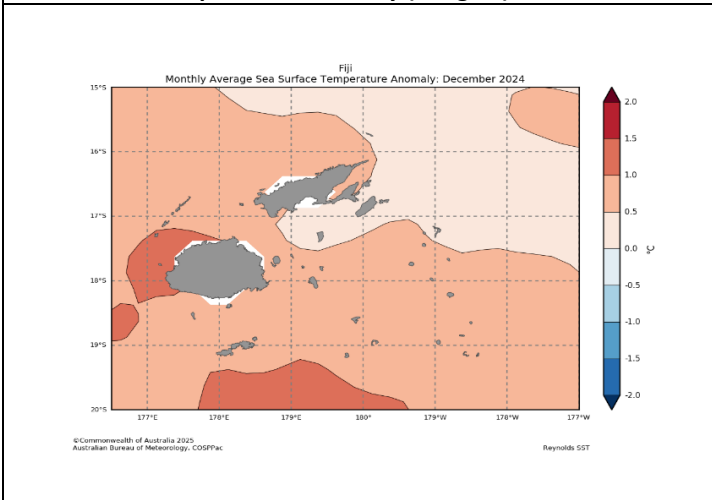 Fiji
Monthly Average Sea Surface Temperature Anomaly: December 2024
15°S
16°S
17°S
18°S
19°S
20°S
177°E
178°E
179°E
180°
179°W
178°W
177°W
2.0
1.5
1.0
0.5
0.0
-0.5
-1.0
-1.5
-2.0
°C
©Commonwealth of Australia 2025
Australian Bureau of Meteorology, COSPPac
Reynolds SST